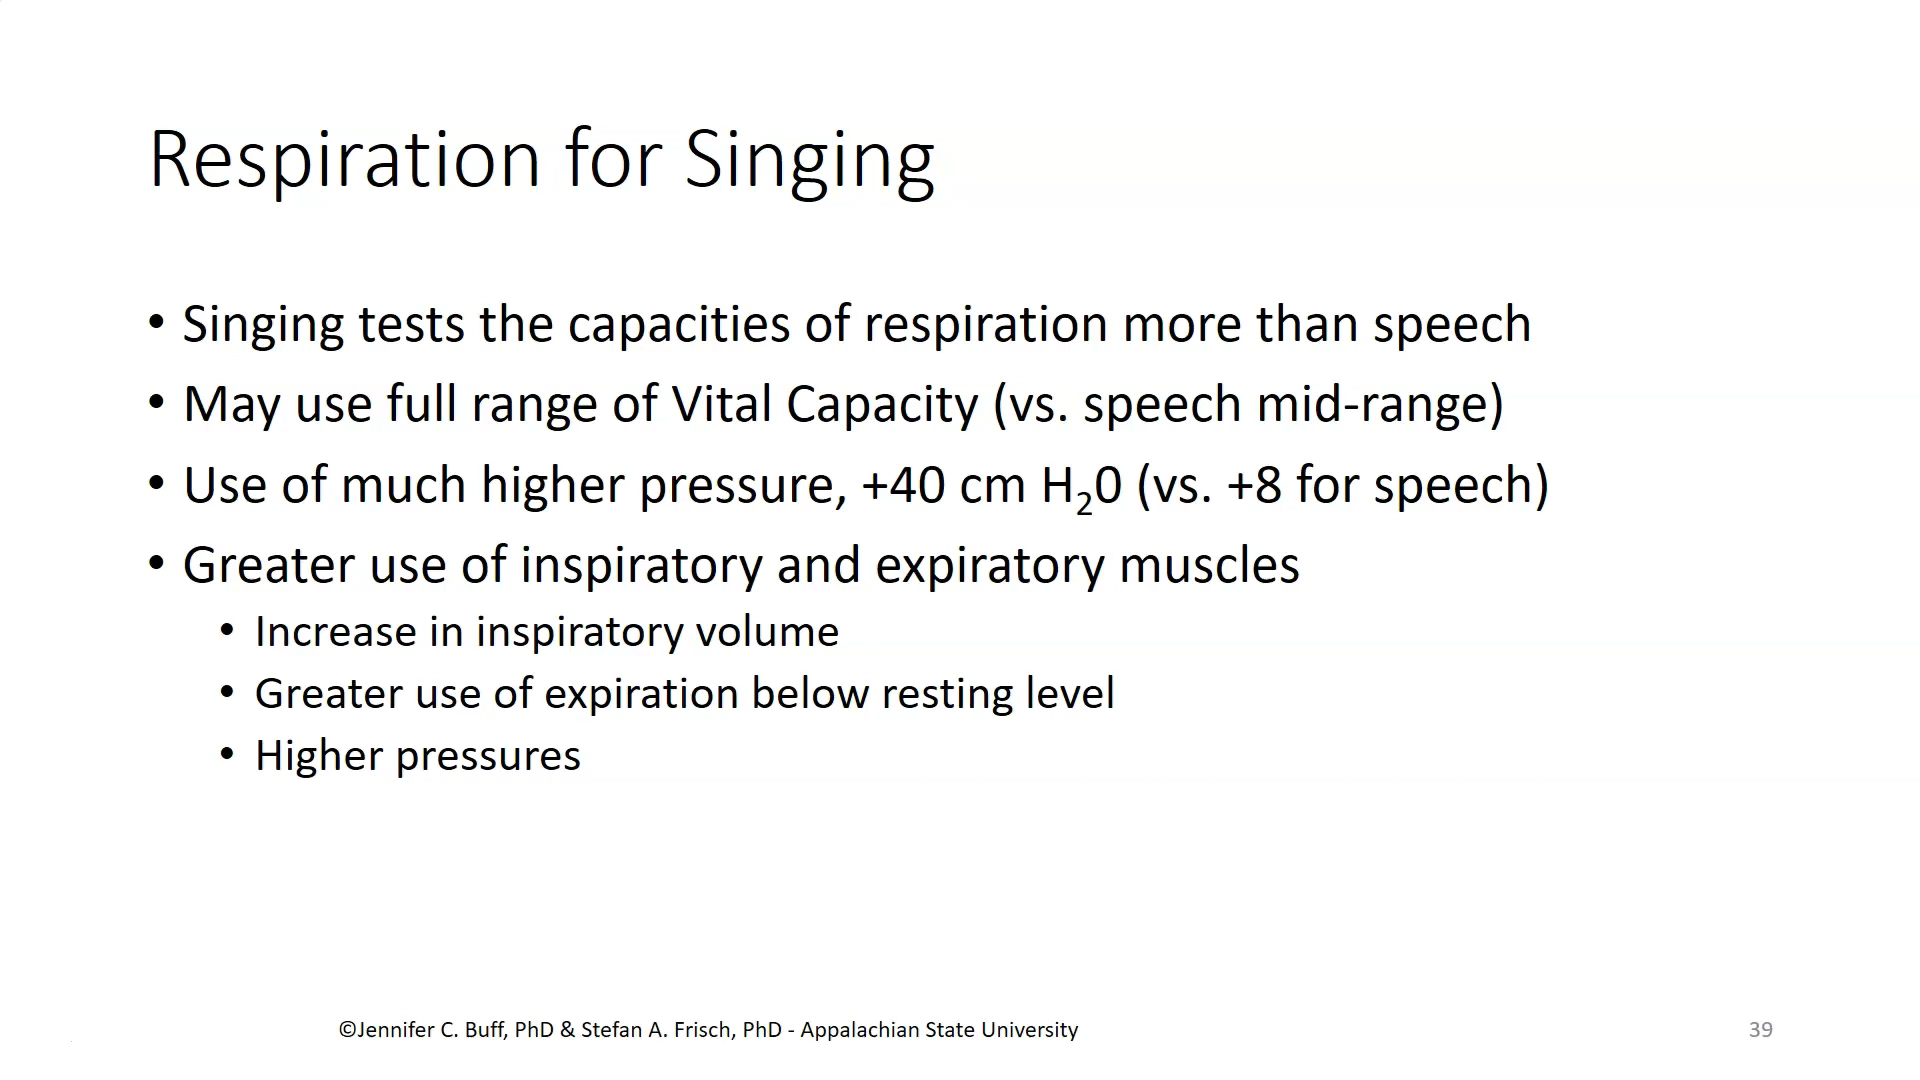 Respiration for Singing
• Singing tests the capacities of respiration more than speech
• May use full range of Vital Capacity (vs. speech mid-range)
• Use of much higher pressure, +40 cm H₂0 (vs. +8 for speech)
• Greater use of inspiratory and expiratory muscles
• Increase in inspiratory volume
• Greater use of expiration below resting level
• Higher pressures
©Jennifer C. Buff, PhD & Stefan A. Frisch, PhD - Appalachian State University
39